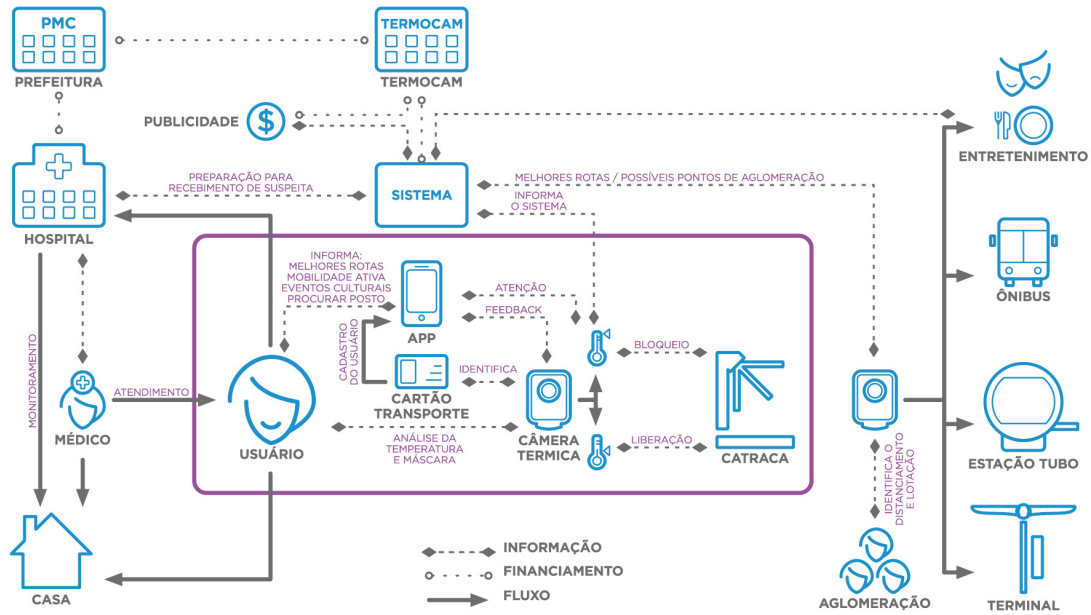 PMC
PREFEITURA
TERMOCAM
TERMOCAM
PUBLICIDADE
$
ENTRETENIMENTO
PREPARAÇÃO PARA
RECEBIMENTO DE SUSPEITA
SISTEMA
MELHORES ROTAS / POSSÍVEIS PONTOS DE AGLOMERAÇÃO
INFORMA
O SISTEMA
HOSPITAL
INFORMA:
MELHORES ROTAS
MOBILIDADE ATIVA
EVENTOS CULTURAIS
PROCURAR POSTO
ATENÇÃO
FEEDBACK
APP
ÔNIBUS
CADASTRO
DO USUÁRIO
BLOQUEIO
IDENTIFICA
CARTÃO
TRANSPORTE
MONITORAMENTO
ATENDIMENTO
MÉDICO
USUÁRIO
ANÁLISE DA
TEMPERATURA
E MÁSCARA
CÂMERA
TERMICA
LIBERAÇÃO
CATRACA
ESTAÇÃO TUBO
IDENTIFICA O
DISTANCIAMENTO
E LOTAÇÃO
INFORMAÇÃO
FINANCIAMENTO
FLUXO
CASA
AGLOMERAÇÃO
TERMINAL